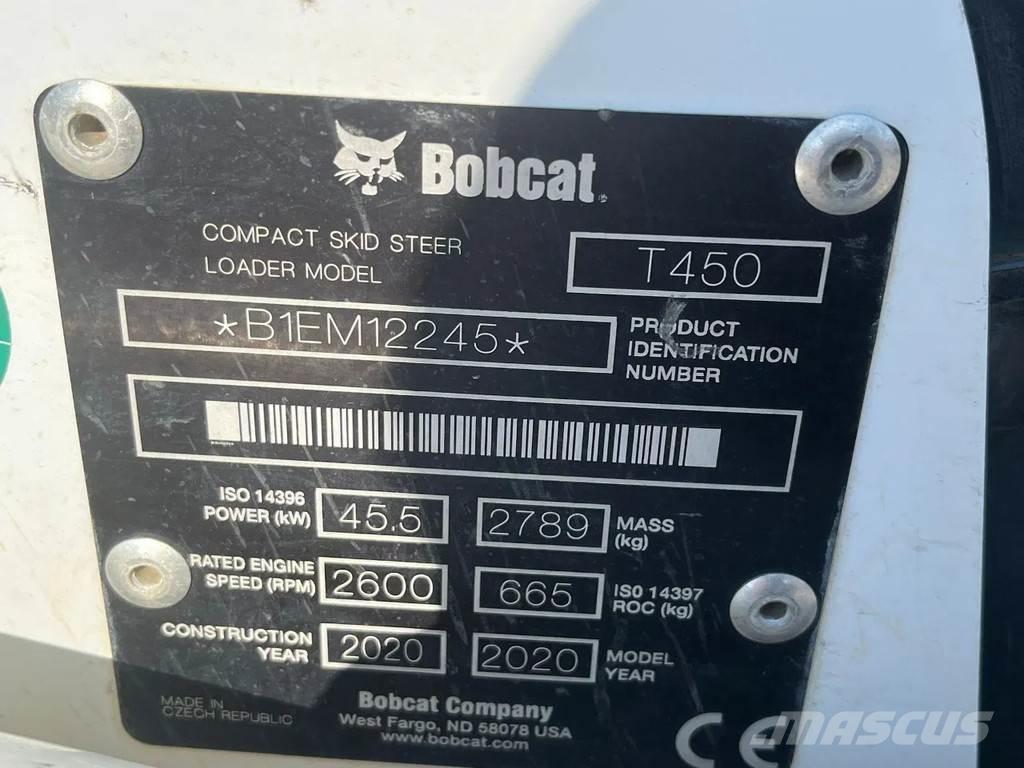 Bobcat
COMPACT SKID STEER
LOADER MODEL
T450
*B1EM12245*
PRODUCT
IDENTIFICATION
NUMBER
ISO 14396
POWER (kW)
45.5
2789
MASS
(kg)
RATED ENGINE
SPEED (RPM)
2600
665
ISO 14397
ROC (kg)
CONSTRUCTION
YEAR
2020
2020
MODEL
YEAR
MADE IN
CZECH REPUBLIC
Bobcat Company
West Fargo, ND 58078 USA
www.bobcat.com
CE
MASCUS